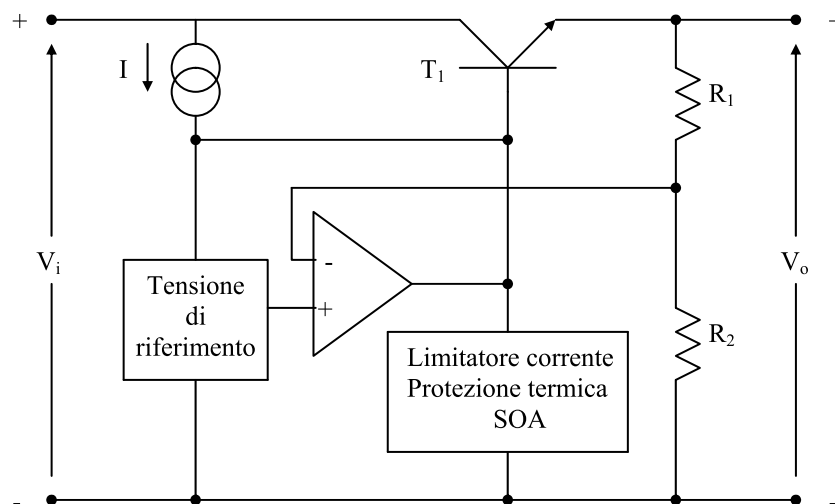 +
I
T1
R1
-
+
Vi
Tensione
di
riferimento
-
+
Vo
R2
Limitatore corrente
Protezione termica
SOA
-
-